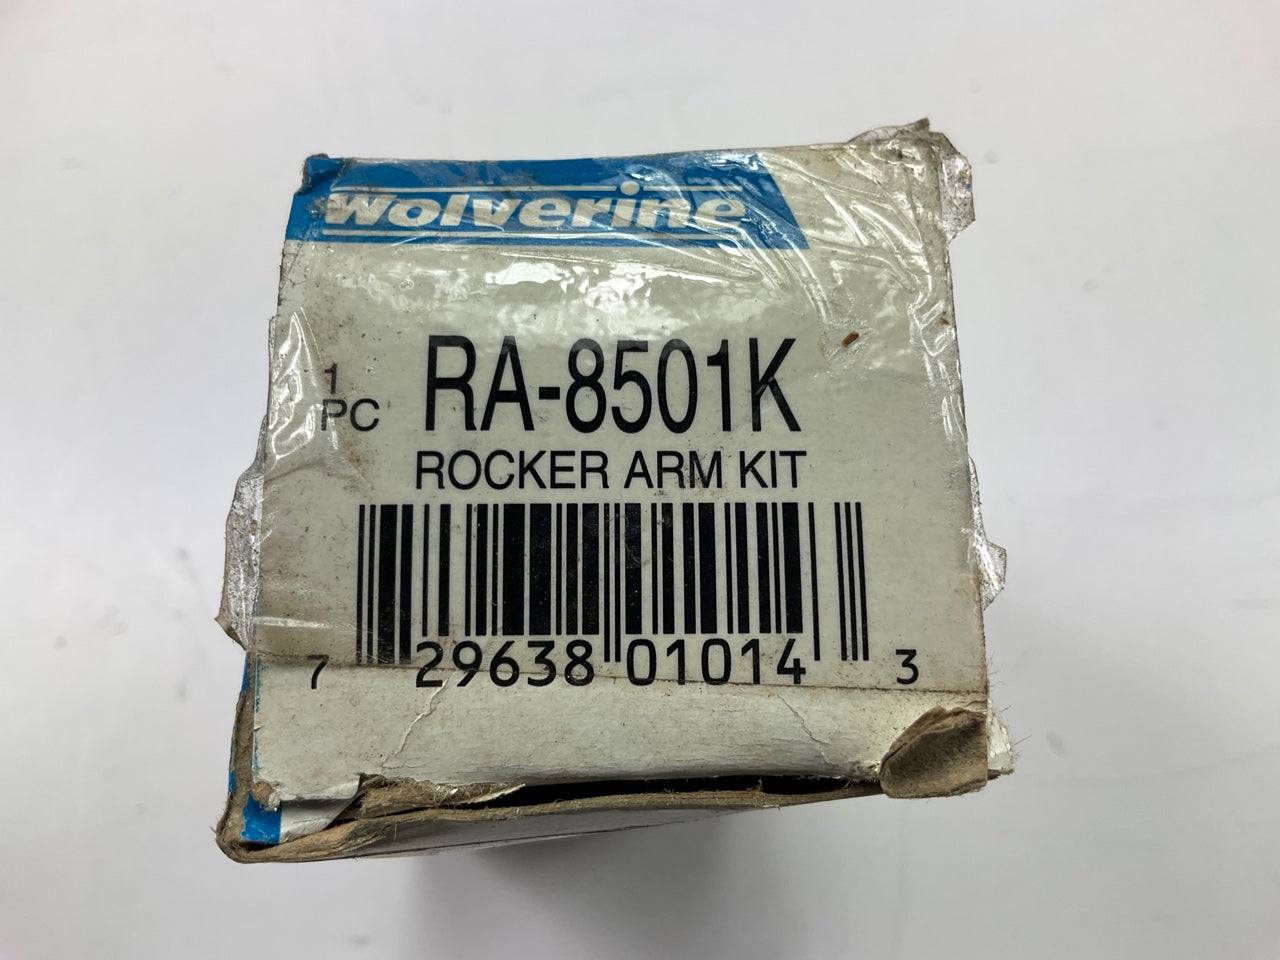 Wolverine
1
PC
RA-8501K
ROCKER ARM KIT
7 29638 01014 3